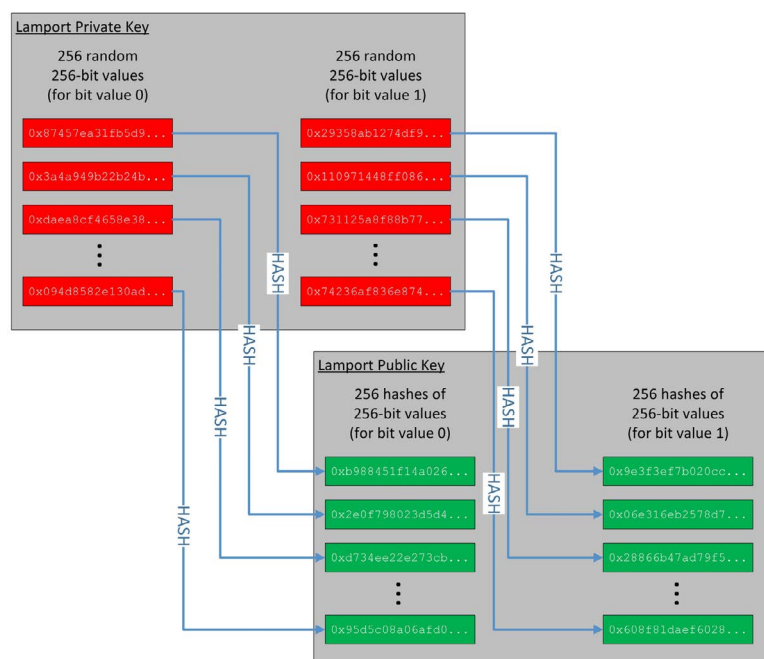 Lamport Private Key
256 random
256-bit values
(for bit value 0)
256 random
256-bit values
(for bit value 1)
0x87457ea31fb5d9...
0x29358ab1274df9...
0x3a4a949b22b24b...
0x110971448ff086...
0xdaea8cf4658e38...
0x731125a8f88b77...
0x094d8582e130ad...
0x74236af836e874...
HASH
HASH
HASH
HASH
HASH
HASH
HASH
HASH
Lamport Public Key
256 hashes of
256-bit values
(for bit value 0)
256 hashes of
256-bit values
(for bit value 1)
0xb988451f14a026...
0x9e3f3ef7b020cc...
0x2e0f798023d5d4...
0x06e316eb2578d7...
0xd734ee22e273cb...
0x28866b47ad79f5...
0x95d5c08a06afd0...
0x608f81daef6028...